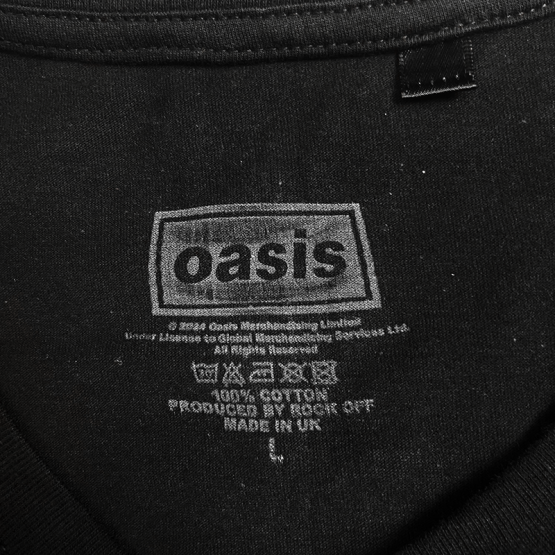 oasis
© 2024 Oasis Merchandising Limited
Under License to Global Merchandising Services Ltd.
All Rights Reserved
30
100% COTTON
PRODUCED BY ROCK OFF
MADE IN UK
L